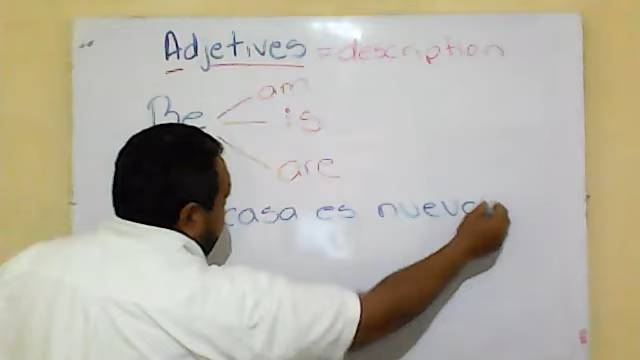 Adjetives = description
Be am
is
are
casa es nueva